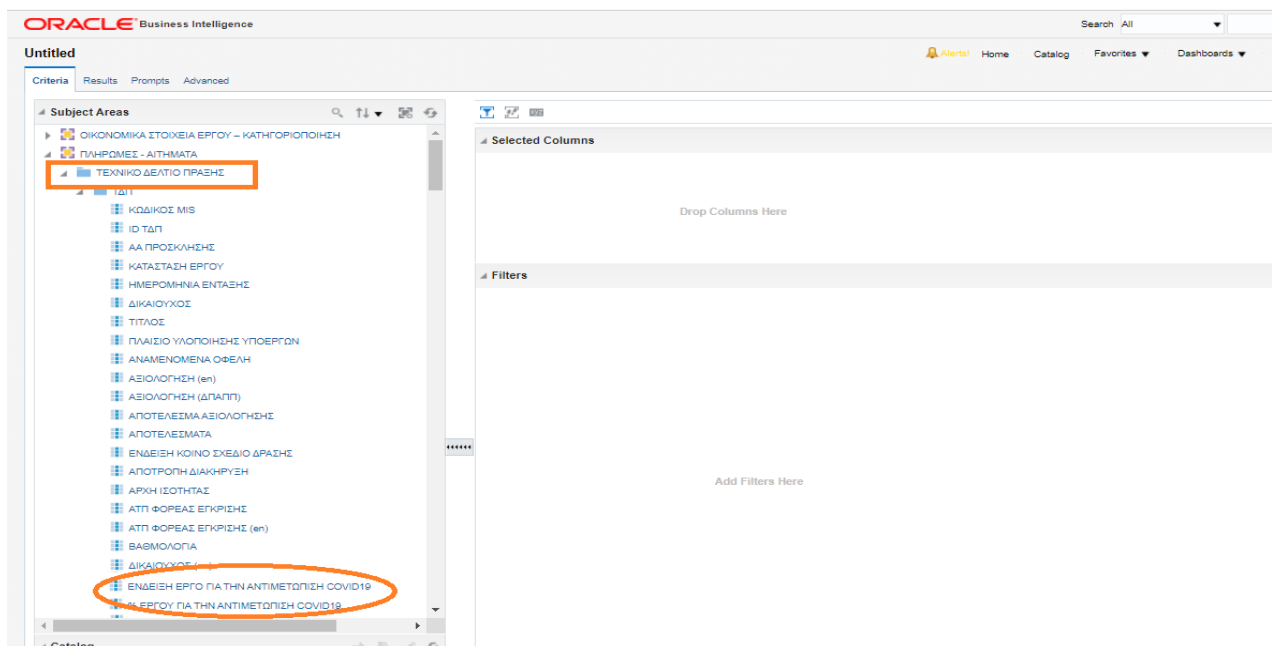 ORACLE Business Intelligence
Search All
Untitled
Alerts! Home Catalog Favorites Dashboards
Criteria Results Prompts Advanced
Subject Areas
ΟΙΚΟΝΟΜΙΚΑ ΣΤΟΙΧΕΙΑ ΕΡΓΟΥ – ΚΑΤΗΓΟΡΙΟΠΟΙΗΣΗ
ΠΛΗΡΩΜΕΣ - ΑΙΤΗΜΑΤΑ
ΤΕΧΝΙΚΟ ΔΕΛΤΙΟ ΠΡΑΞΗΣ
ΤΔΠ
ΚΩΔΙΚΟΣ MIS
ID ΤΔΠ
ΑΑ ΠΡΟΣΚΛΗΣΗΣ
ΚΑΤΑΣΤΑΣΗ ΕΡΓΟΥ
ΗΜΕΡΟΜΗΝΙΑ ΕΝΤΑΞΗΣ
ΔΙΚΑΙΟΥΧΟΣ
ΤΙΤΛΟΣ
ΠΛΑΙΣΙΟ ΥΛΟΠΟΙΗΣΗΣ ΥΠΟΕΡΓΩΝ
ΑΝΑΜΕΝΟΜΕΝΑ ΟΦΕΛΗ
ΑΞΙΟΛΟΓΗΣΗ (en)
ΑΞΙΟΛΟΓΗΣΗ (ΔΠΑΠΠ)
ΑΠΟΤΕΛΕΣΜΑ ΑΞΙΟΛΟΓΗΣΗΣ
ΑΠΟΤΕΛΕΣΜΑΤΑ
ΕΝΔΕΙΞΗ ΚΟΙΝΟ ΣΧΕΔΙΟ ΔΡΑΣΗΣ
ΑΠΟΤΡΟΠΗ ΔΙΑΚΗΡΥΞΗ
ΑΡΧΗ ΙΣΟΤΗΤΑΣ
ΑΤΠ ΦΟΡΕΑΣ ΕΓΚΡΙΣΗΣ
ΑΤΠ ΦΟΡΕΑΣ ΕΓΚΡΙΣΗΣ (en)
ΒΑΘΜΟΛΟΓΙΑ
ΔΙΚΑΙΟΥΧΟΣ
ΕΝΔΕΙΞΗ ΕΡΓΟ ΓΙΑ ΤΗΝ ΑΝΤΙΜΕΤΩΠΙΣΗ COVID19
% ΕΡΓΟΥ ΓΙΑ ΤΗΝ ΑΝΤΙΜΕΤΩΠΙΣΗ COVID19
Catalog
Selected Columns
Drop Columns Here
Filters
Add Filters Here